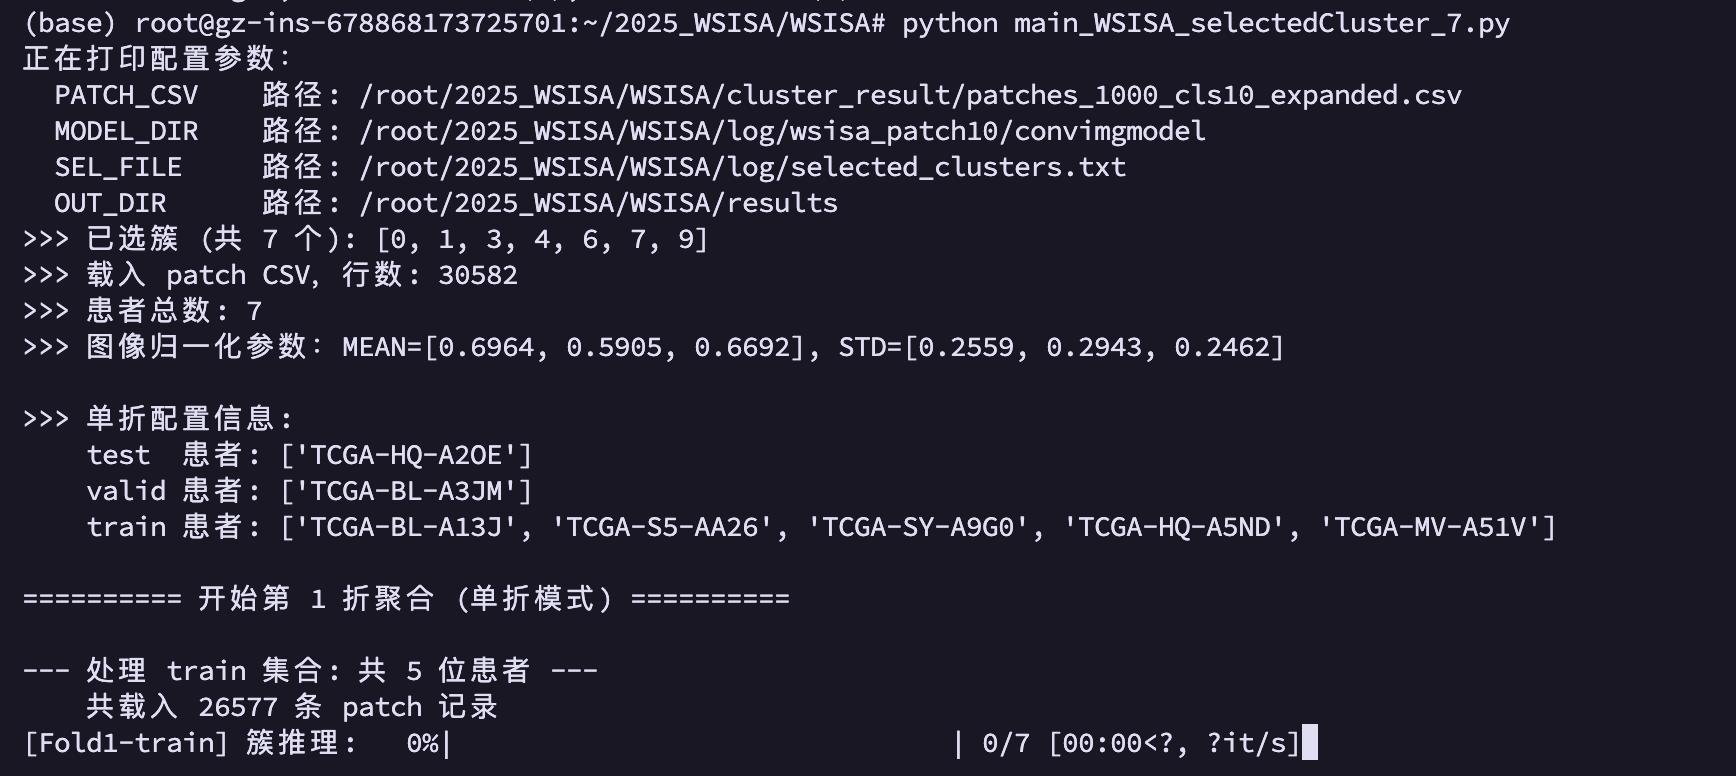 (base) root@gz-ins-678868173725701:~/2025_WSISA/WSISA# python main_WSISA_selectedCluster_7.py
正在打印配置参数:
  PATCH_CSV    路径: /root/2025_WSISA/WSISA/cluster_result/patches_1000_cls10_expanded.csv
  MODEL_DIR    路径: /root/2025_WSISA/WSISA/log/wsisa_patch10/convimgmodel
  SEL_FILE     路径: /root/2025_WSISA/WSISA/log/selected_clusters.txt
  OUT_DIR      路径: /root/2025_WSISA/WSISA/results
>>> 已选簇 (共 7 个): [0, 1, 3, 4, 6, 7, 9]
>>> 载入 patch CSV, 行数: 30582
>>> 患者总数: 7
>>> 图像归一化参数: MEAN=[0.6964, 0.5905, 0.6692], STD=[0.2559, 0.2943, 0.2462]
>>> 单折配置信息:
    test  患者: ['TCGA-HQ-A2OE']
    valid 患者: ['TCGA-BL-A3JM']
    train 患者: ['TCGA-BL-A13J', 'TCGA-S5-AA26', 'TCGA-SY-A9G0', 'TCGA-HQ-A5ND', 'TCGA-MV-A51V']
========== 开始第 1 折聚合 (单折模式) ==========
--- 处理 train 集合: 共 5 位患者 ---
    共载入 26577 条 patch 记录
[Fold1-train] 簇推理:   0%|                                | 0/7 [00:00<?, ?it/s]